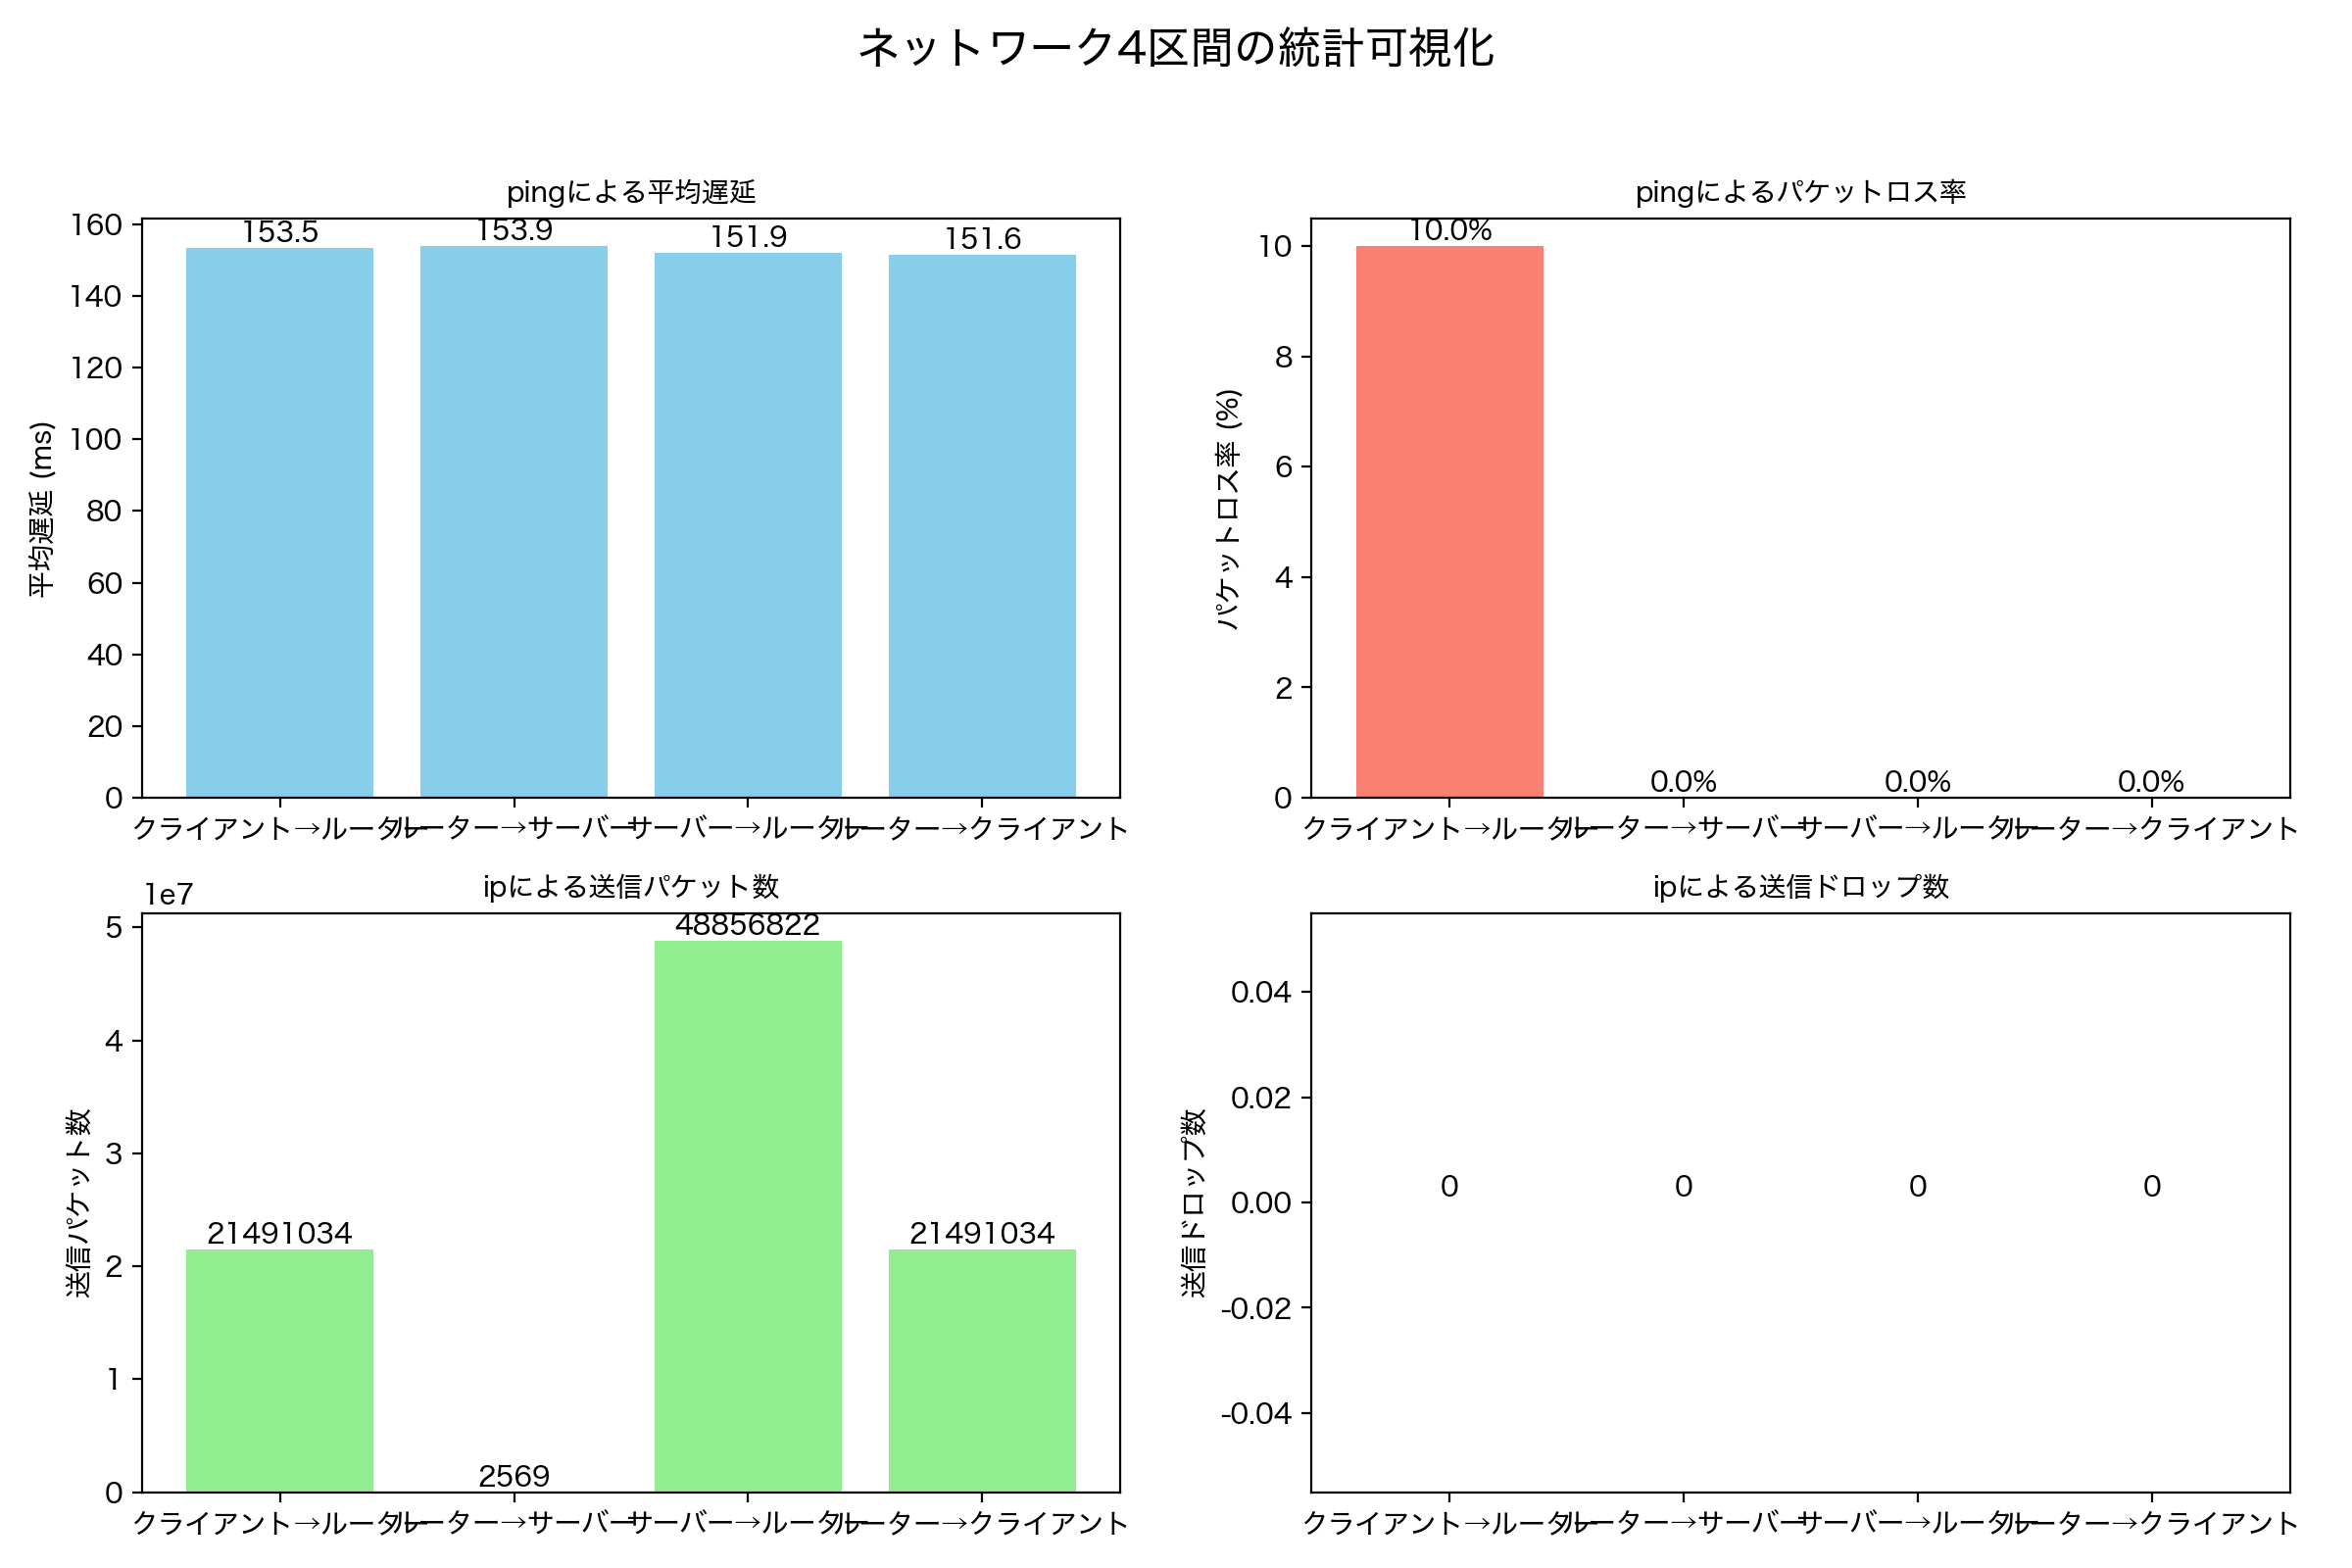 ネットワーク4区間の統計可視化
pingによる平均遅延
平均遅延 (ms)
160
140
120
100
80
60
40
20
0
153.5
153.9
151.9
151.6
クライアント→ルーター
ルーター→サーバー
サーバー→ルーター
ルーター→クライアント
pingによるパケットロス率
パケットロス率 (%)
10
8
6
4
2
0
10.0%
0.0%
0.0%
0.0%
クライアント→ルーター
ルーター→サーバー
サーバー→ルーター
ルーター→クライアント
ipによる送信パケット数
1e7
送信パケット数
5
4
3
2
1
0
21491034
2569
48856822
21491034
クライアント→ルーター
ルーター→サーバー
サーバー→ルーター
ルーター→クライアント
ipによる送信ドロップ数
送信ドロップ数
0.04
0.02
0.00
-0.02
-0.04
0
0
0
0
クライアント→ルーター
ルーター→サーバー
サーバー→ルーター
ルーター→クライアント